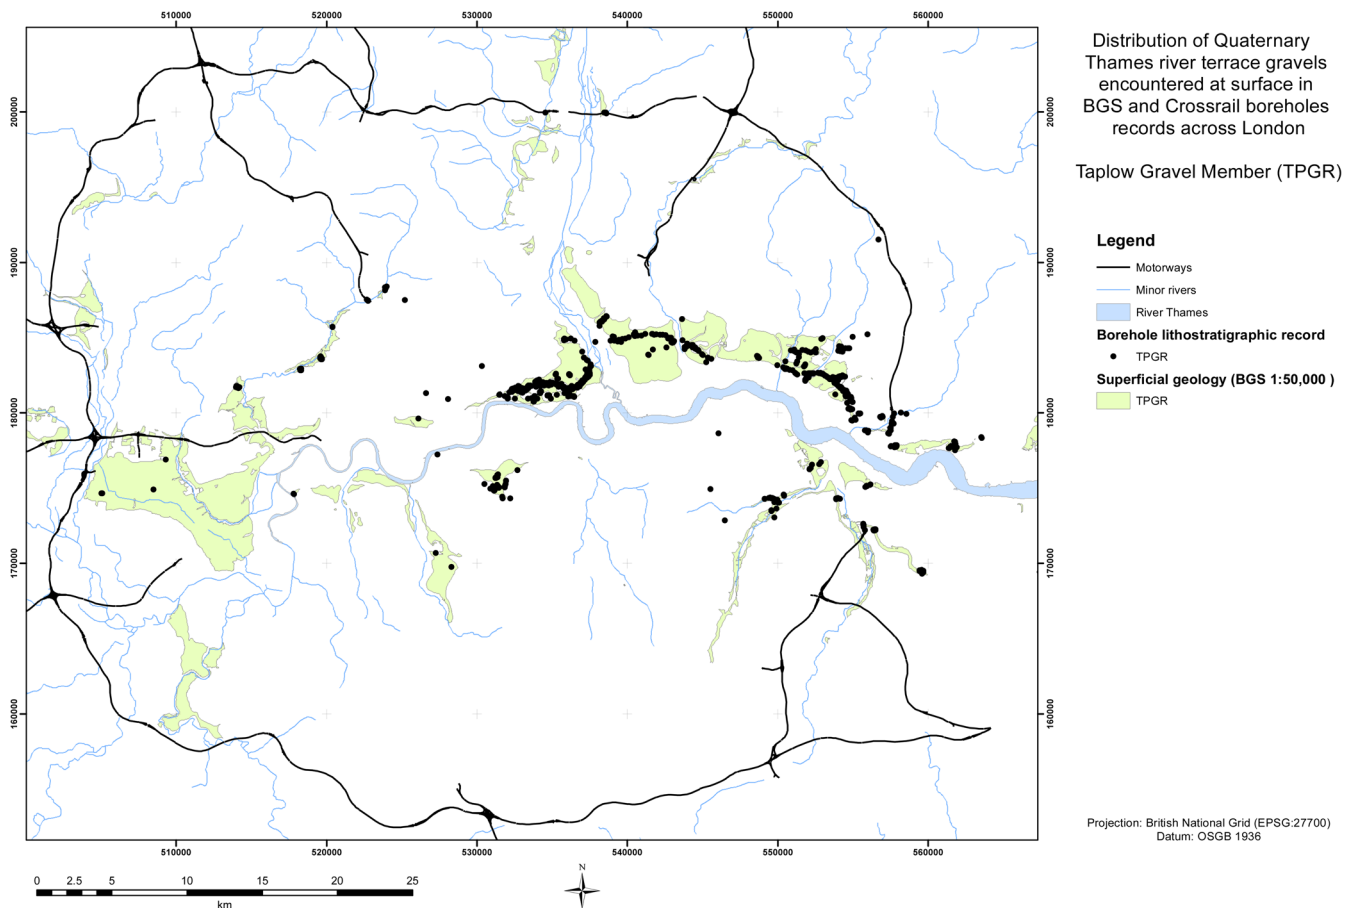 Distribution of Quaternary
Thames river terrace gravels
encountered at surface in
BGS and Crossrail boreholes
records across London
Taplow Gravel Member (TPGR)
510000 520000 530000 540000 550000 560000
200000 200000
190000 190000
180000 180000
170000 170000
160000 160000
510000 520000 530000 540000 550000 560000
Legend
Motorways
Minor rivers
River Thames
Borehole lithostratigraphic record
TPGR
Superficial geology (BGS 1:50,000 )
TPGR
Projection: British National Grid (EPSG:27700)
Datum: OSGB 1936
0 2.5 5 10 15 20 25
km
N